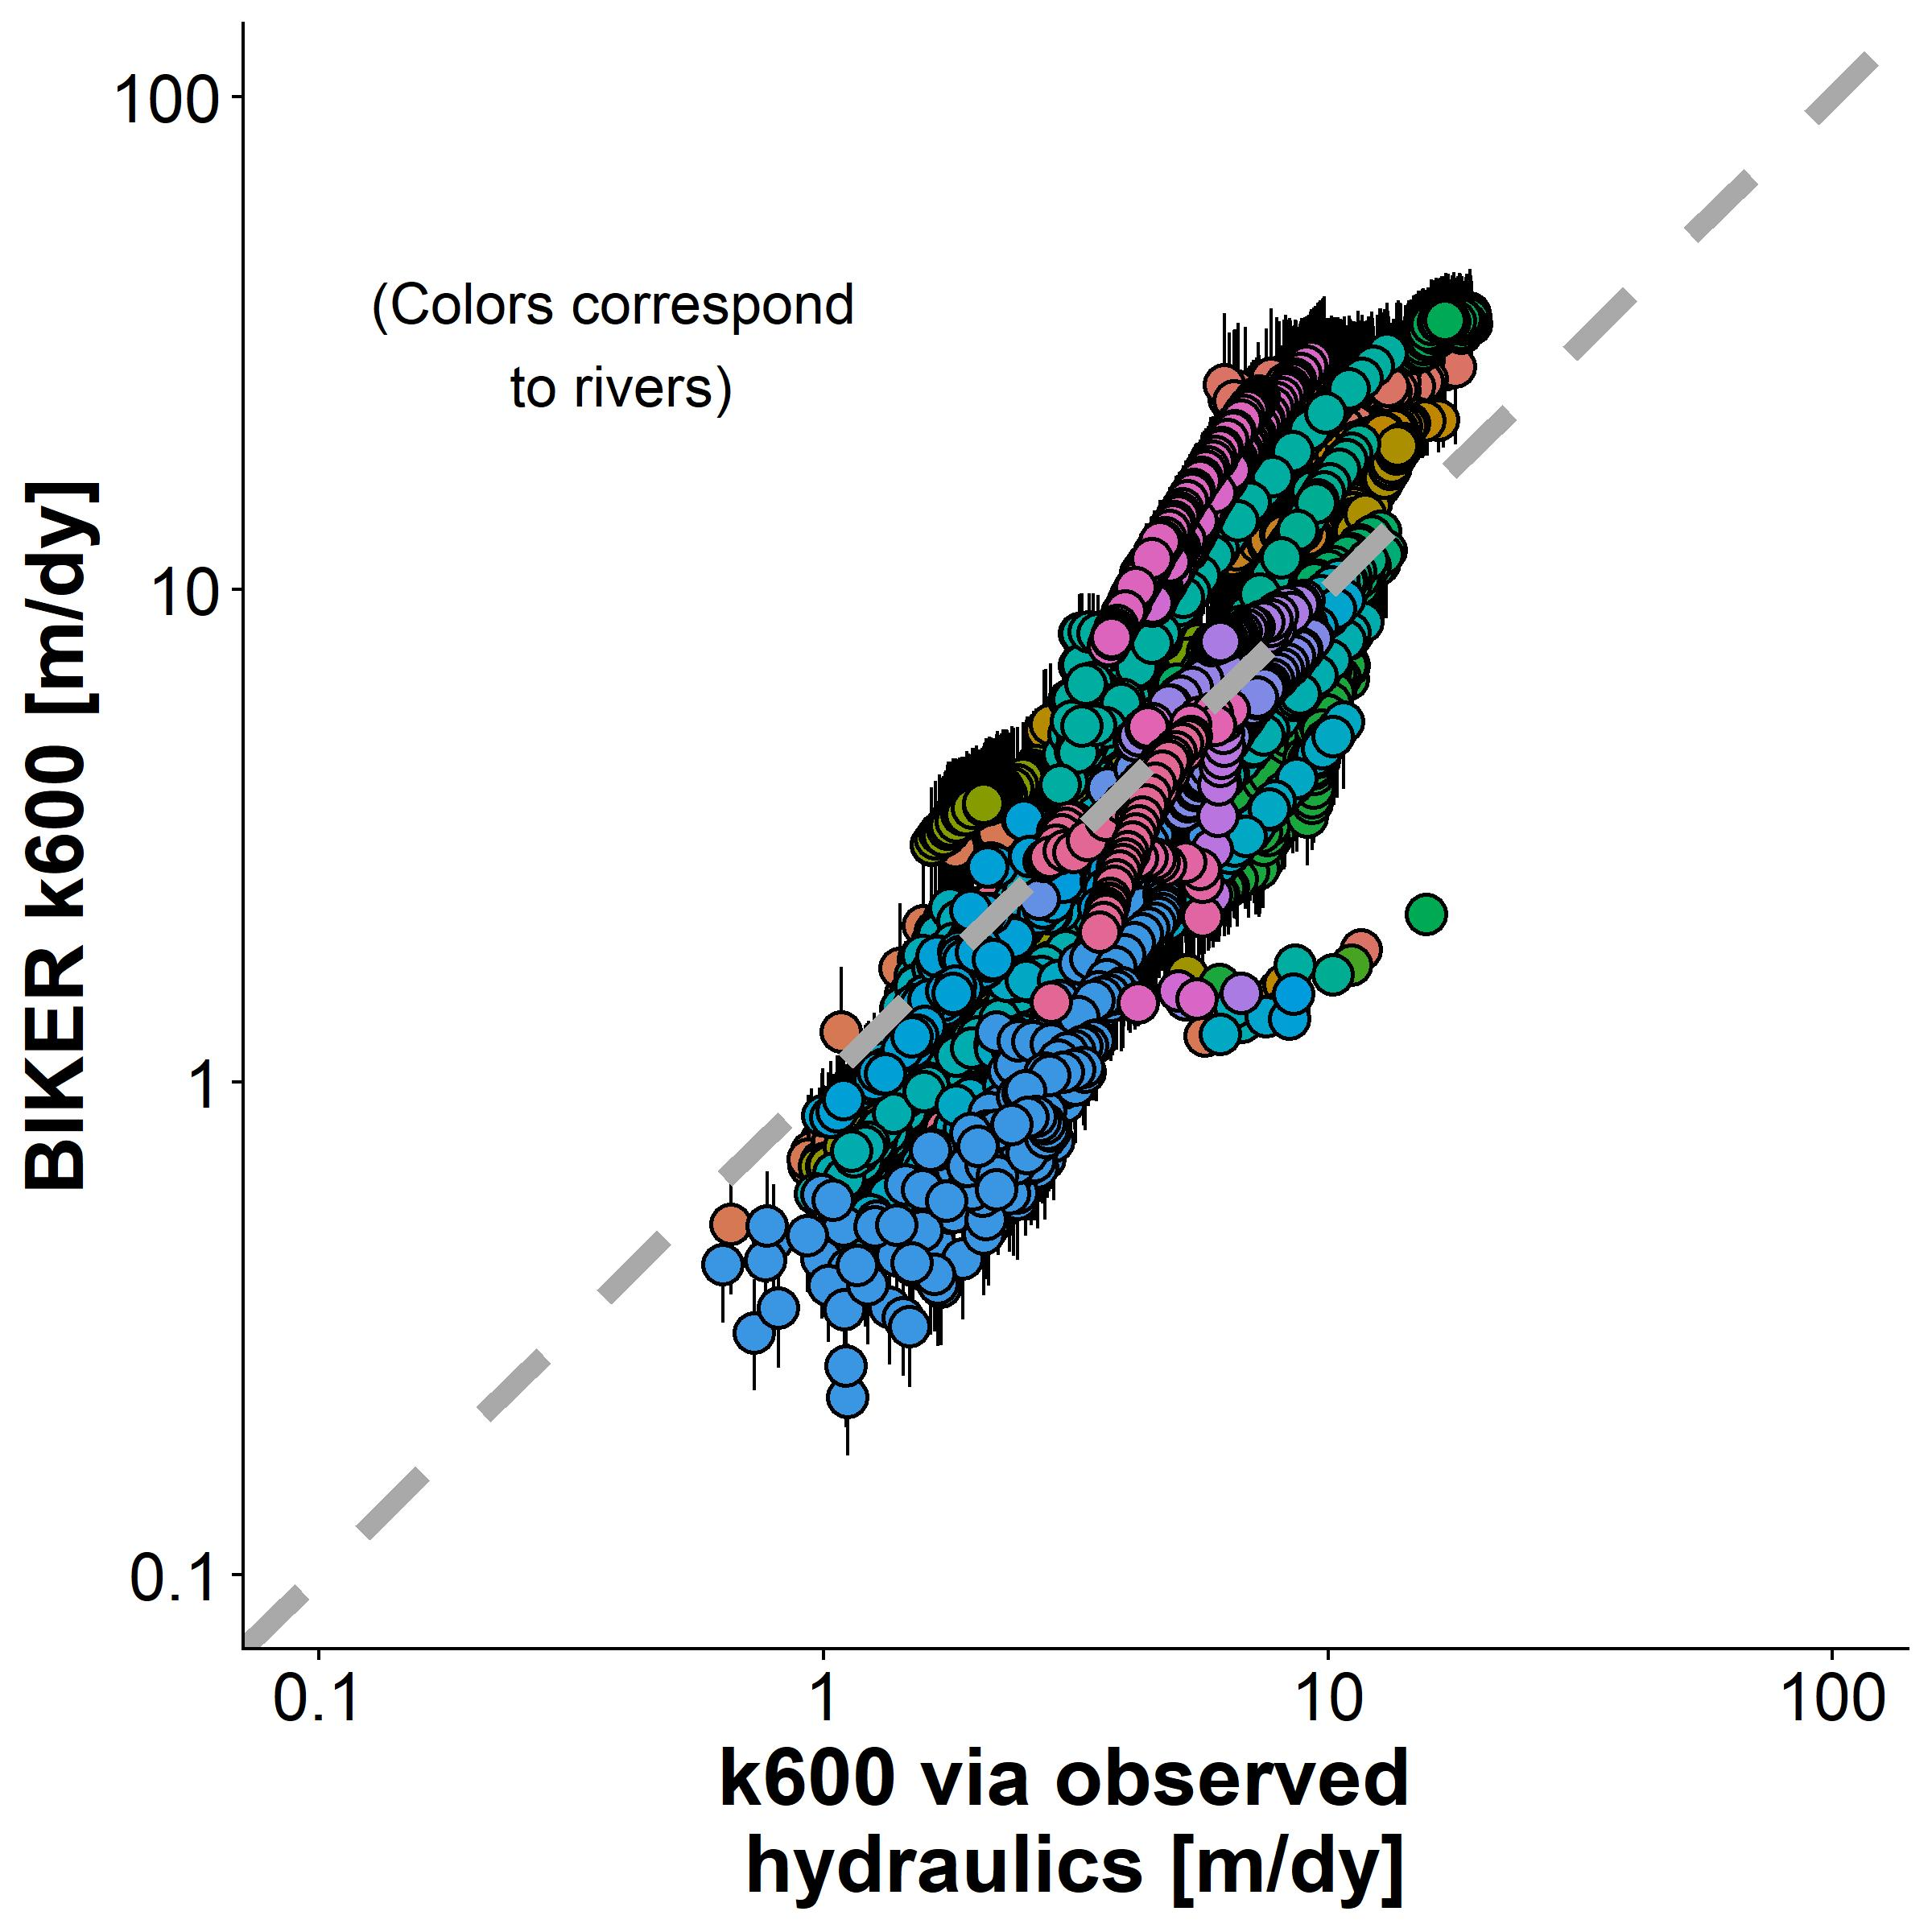 100
10
1
0.1
BIKER k600 [m/dy]
(Colors correspond
to rivers)
0.1
1
10
100
k600 via observed
hydraulics [m/dy]